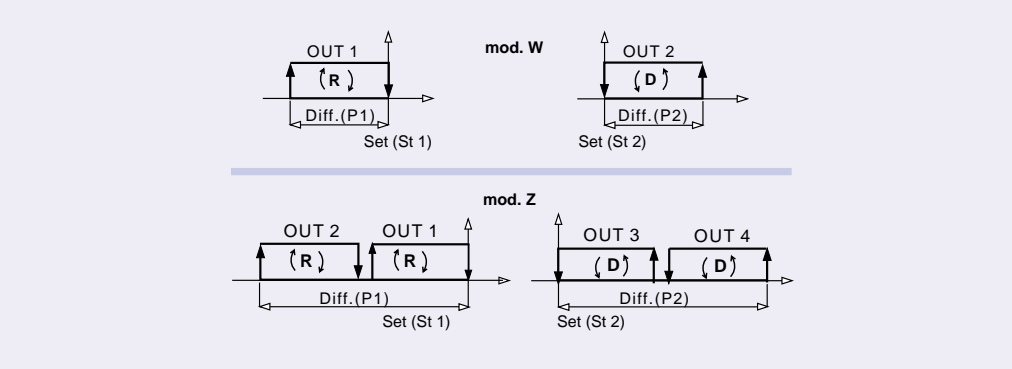 mod. W
OUT 1
R
Diff.(P1)
Set (St 1)
OUT 2
D
Diff.(P2)
Set (St 2)
mod. Z
OUT 2 OUT 1
R R
Diff.(P1)
Set (St 1)
OUT 3 OUT 4
D D
Diff.(P2)
Set (St 2)